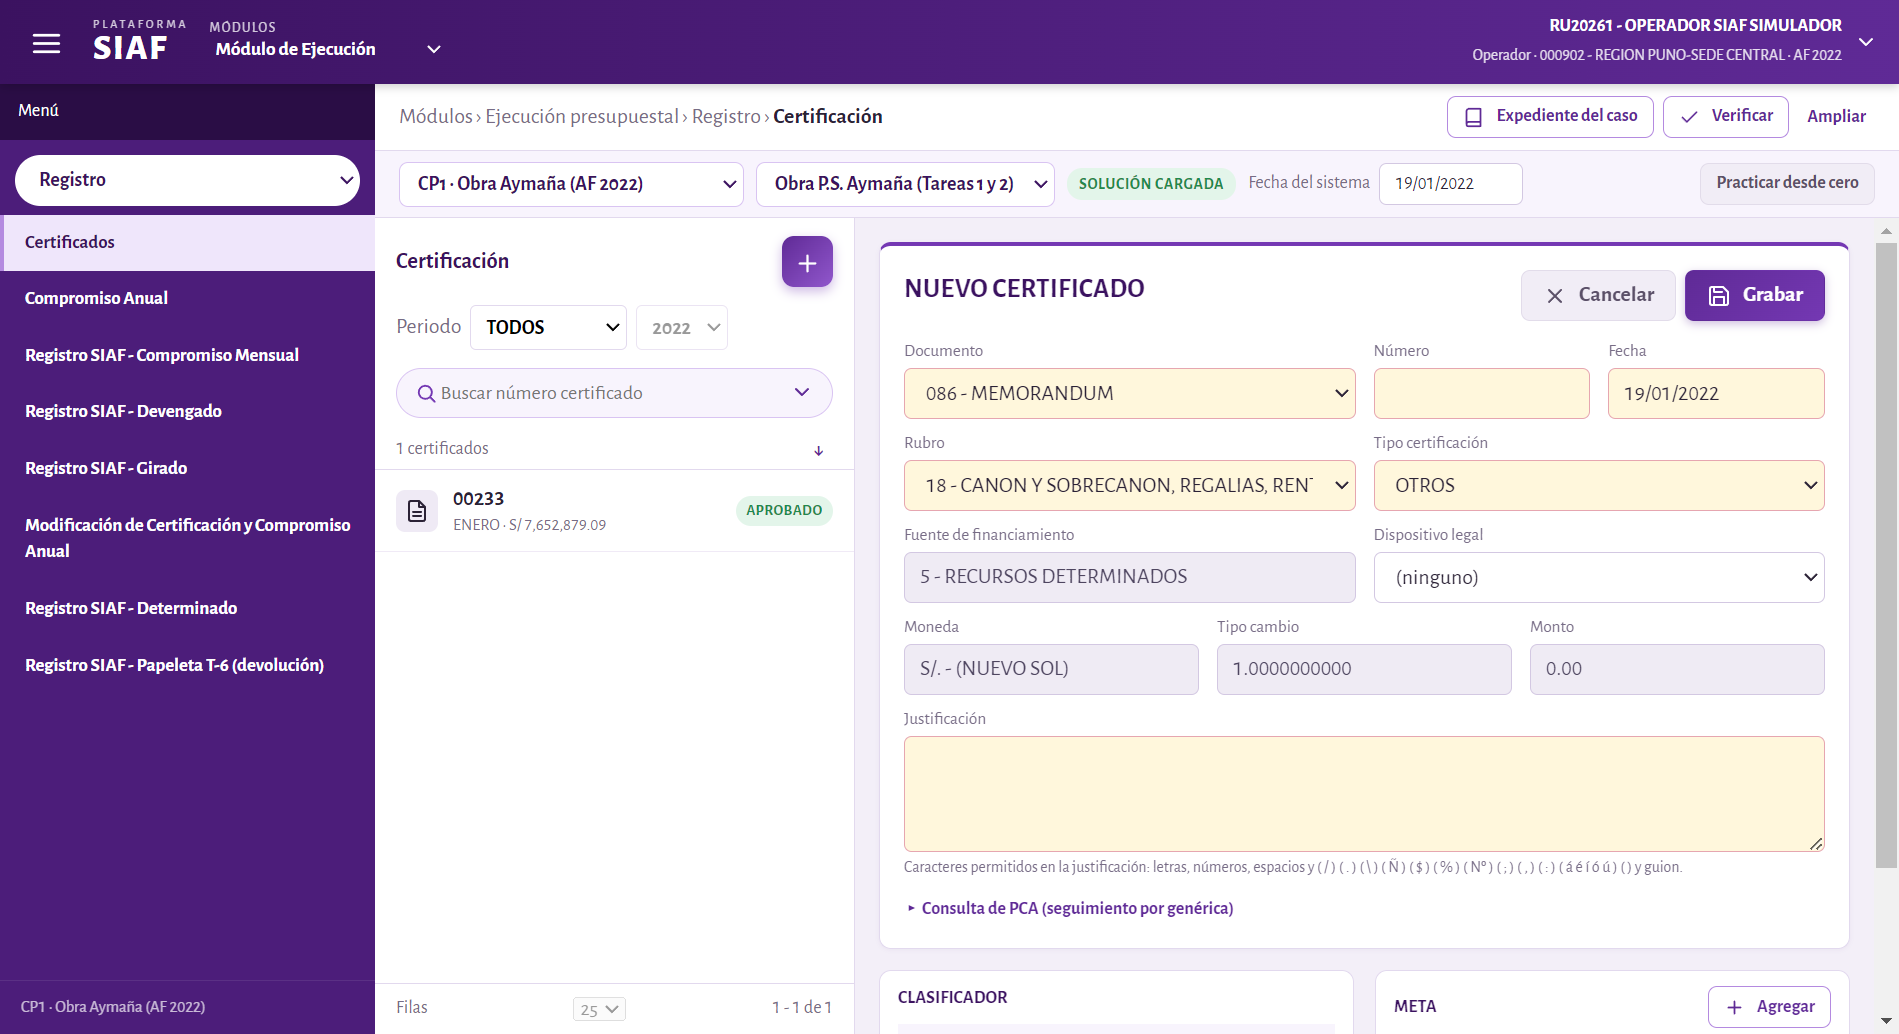 PLATAFORMA
SIAF
MÓDULOS
Módulo de Ejecución
RU20261 - OPERADOR SIAF SIMULADOR
Operador · 000902 - REGION PUNO-SEDE CENTRAL · AF 2022
Menú
Registro
Certificados
Compromiso Anual
Registro SIAF - Compromiso Mensual
Registro SIAF - Devengado
Registro SIAF - Girado
Modificación de Certificación y Compromiso
Anual
Registro SIAF - Determinado
Registro SIAF - Papeleta T-6 (devolución)
CP1 · Obra Aymaña (AF 2022)
Módulos › Ejecución presupuestal › Registro › Certificación
Expediente del caso
Verificar
Ampliar
CP1 · Obra Aymaña (AF 2022)
Obra P.S. Aymaña (Tareas 1 y 2)
SOLUCIÓN CARGADA
Fecha del sistema
19/01/2022
Practicar desde cero
Certificación
Periodo
TODOS
2022
Buscar número certificado
1 certificados
↓
00233
ENERO · S/ 7,652,879.09
APROBADO
Filas
25
1 - 1 de 1
NUEVO CERTIFICADO
Cancelar
Grabar
Documento
Número
Fecha
086 - MEMORANDUM
19/01/2022
Rubro
Tipo certificación
18 - CANON Y SOBRECANON, REGALIAS, RENT
OTROS
Fuente de financiamiento
Dispositivo legal
5 - RECURSOS DETERMINADOS
(ninguno)
Moneda
Tipo cambio
Monto
S/. - (NUEVO SOL)
1.0000000000
0.00
Justificación
Caracteres permitidos en la justificación: letras, números, espacios y ( / ) ( . ) ( \ ) ( Ñ ) ( $ ) ( % ) ( Nº ) ( ; ) ( , ) ( : ) ( á é í ó ú ) ( ) y guion.
▸ Consulta de PCA (seguimiento por genérica)
CLASIFICADOR
META
Agregar